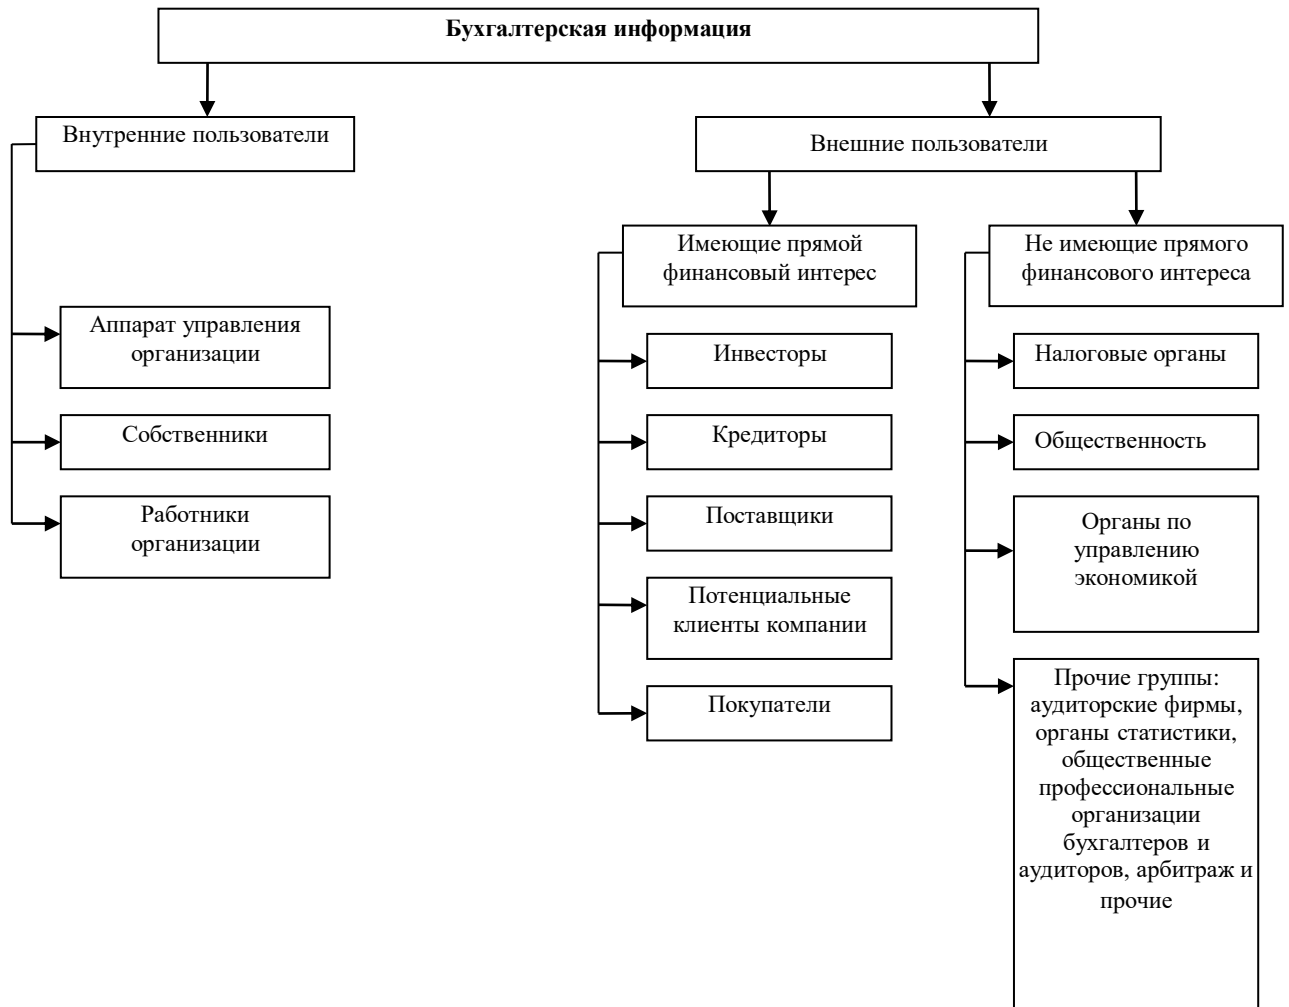 Бухгалтерская информация
Внутренние пользователи
Аппарат управления
организации
Собственники
Работники
организации
Внешние пользователи
Имеющие прямой
финансовый интерес
Инвесторы
Кредиторы
Поставщики
Потенциальные
клиенты компании
Покупатели
Не имеющие прямого
финансового интереса
Налоговые органы
Общественность
Органы по
управлению
экономикой
Прочие группы:
аудиторские фирмы,
органы статистики,
общественные
профессиональные
организации
бухгалтеров и
аудиторов, арбитраж и
прочие